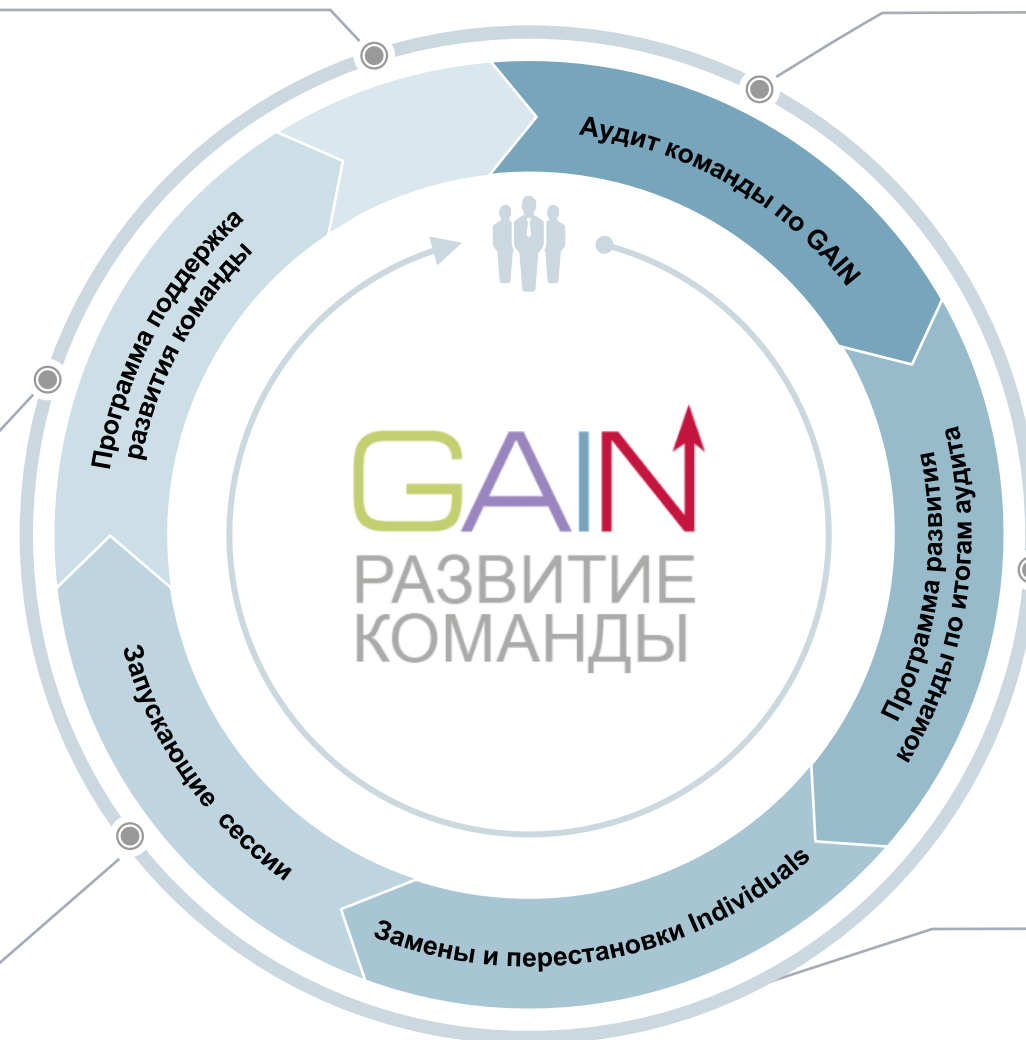 Аудит команды по GAIN
Программа развития
команды по итогам аудита
Замены и перестановки Individuals
Запускающие сессии
Программа поддержка
развития команды
GAIN
РАЗВИТИЕ
КОМАНДЫ